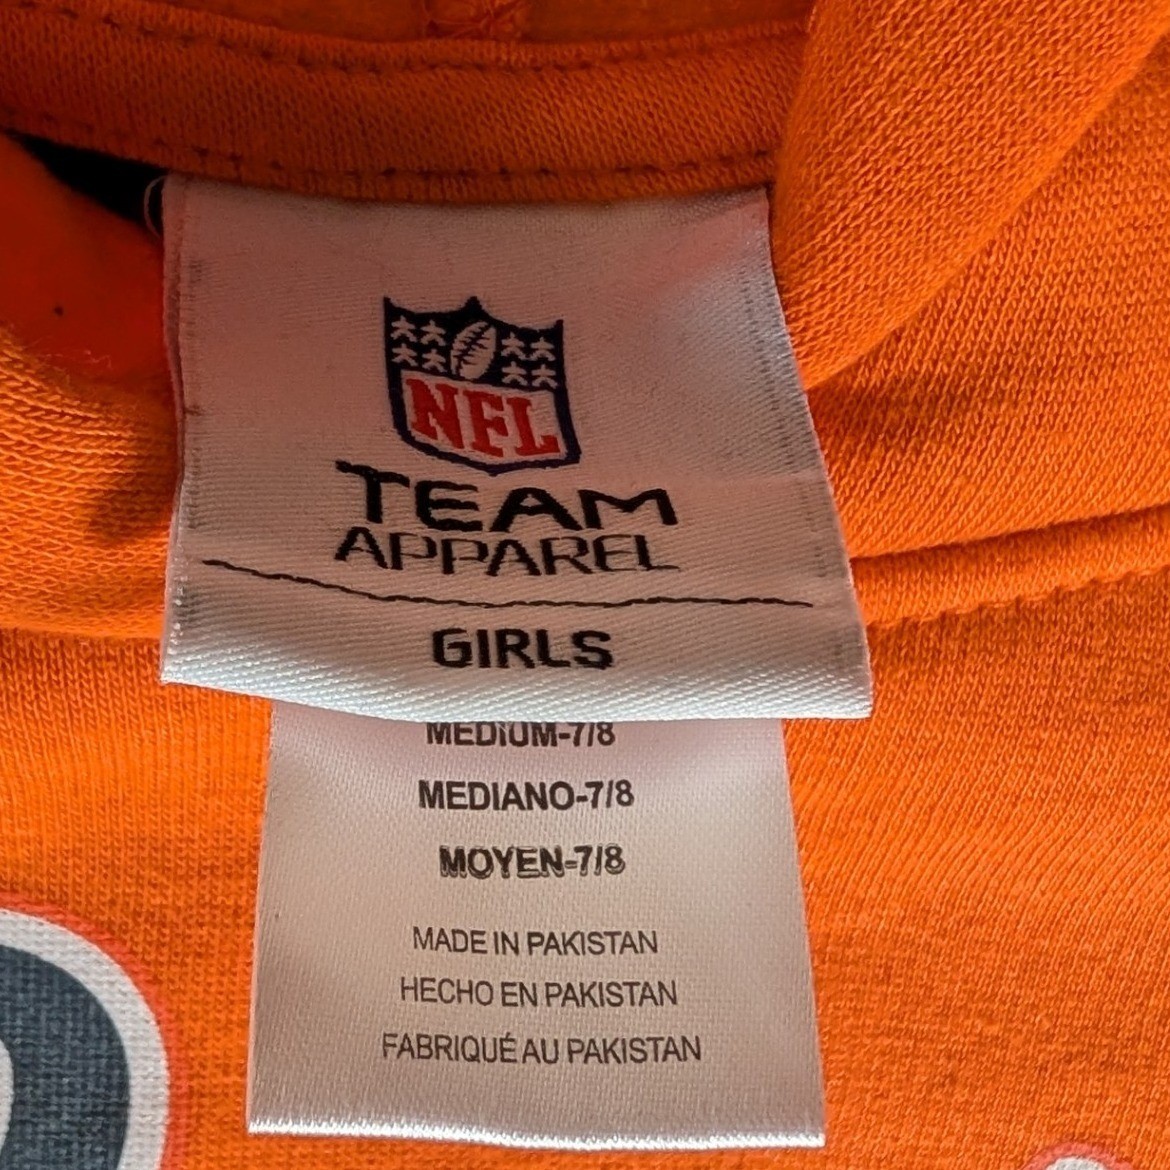 NFL
TEAM
APPAREL
GIRLS
MEDIUM-7/8
MEDIANO-7/8
MOYEN-7/8
MADE IN PAKISTAN
HECHO EN PAKISTAN
FABRIQUÉ AU PAKISTAN